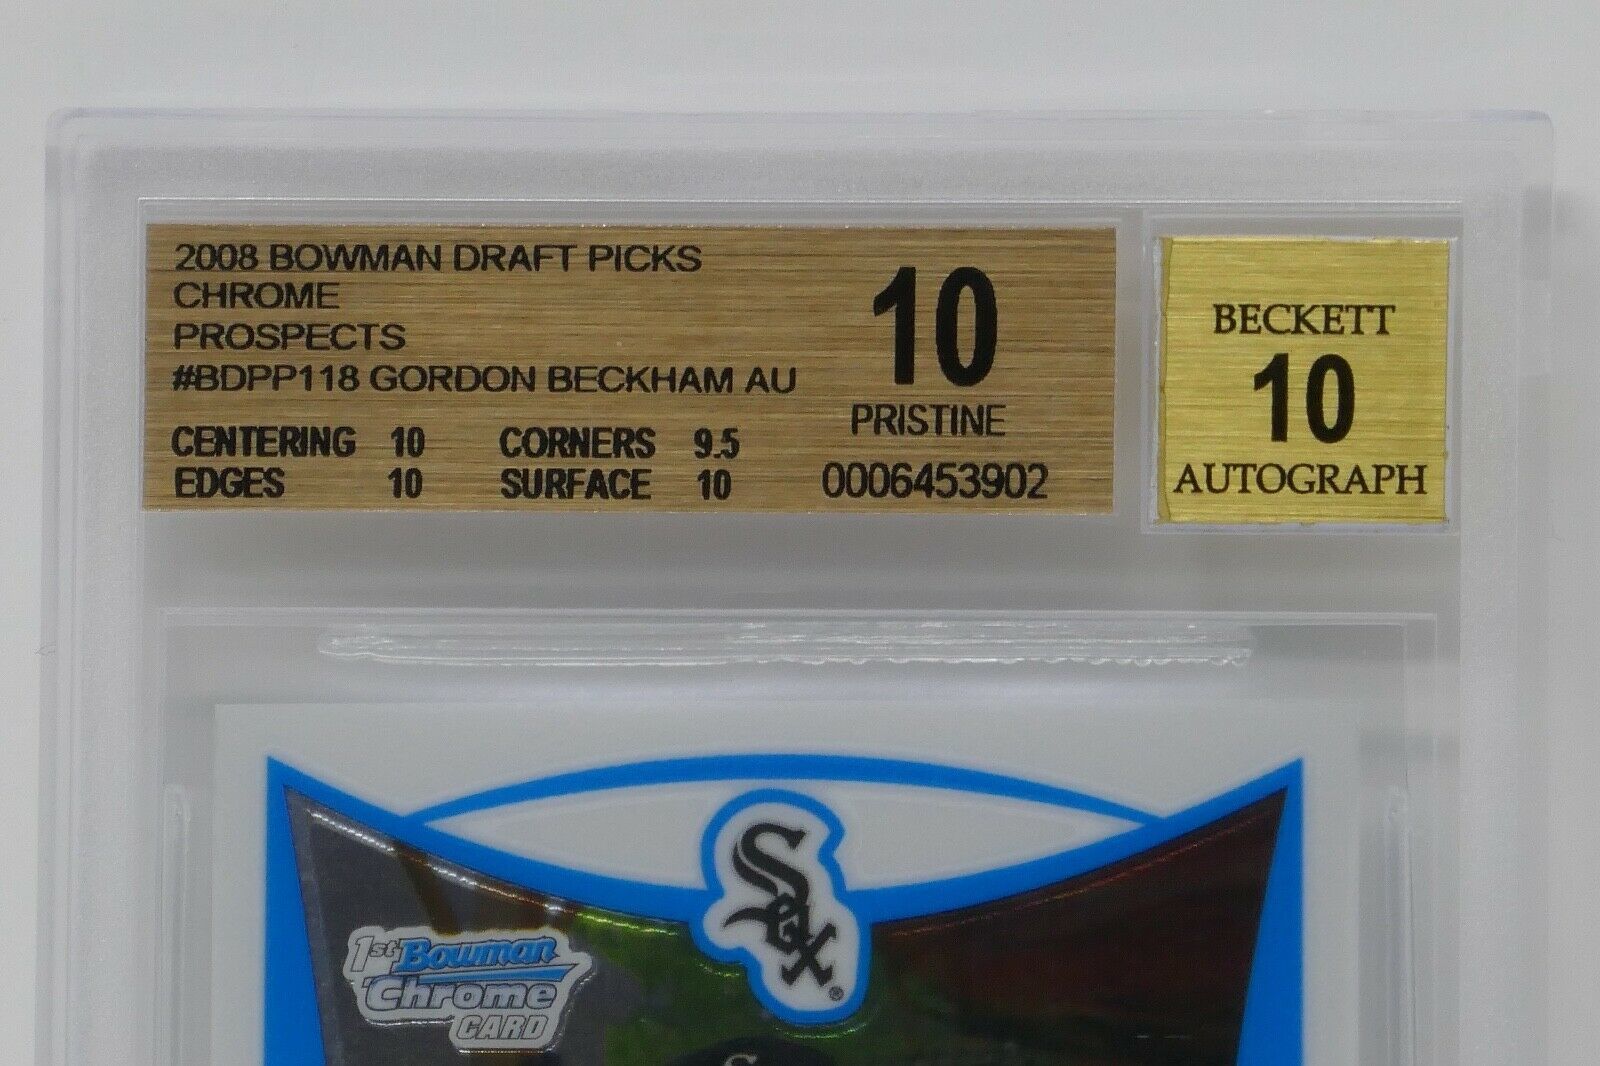 2008 BOWMAN DRAFT PICKS
CHROME
PROSPECTS
#BDPP118 GORDON BECKHAM AU
CENTERING 10 CORNERS 9.5
EDGES 10 SURFACE 10
10
PRISTINE
0006453902
BECKETT
10
AUTOGRAPH
Sox
®
1st Bowman
Chrome
CARD